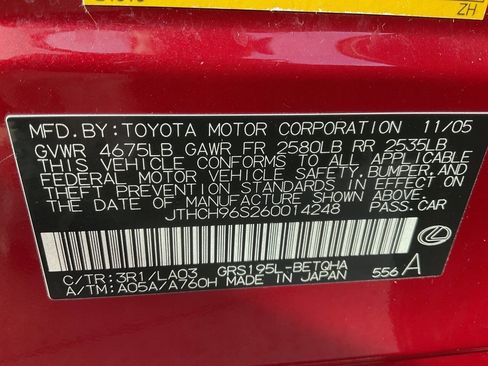 ZH
MFD. BY: TOYOTA MOTOR CORPORATION 11/05
GVWR 4675LB GAWR FR 2580LB RR 2535LB
THIS VEHICLE CONFORMS TO ALL APPLICABLE
FEDERAL MOTOR VEHICLE SAFETY, BUMPER, AND
THEFT PREVENTION STANDARDS IN EFFECT ON
THE DATE OF MANUFACTURE SHOWN ABOVE.
JTHCH96S260014248 PASS. CAR
C/TR: 3R1/LA03 GRS195L-BETQHA
A/TM: A05A/A760H MADE IN JAPAN 556 A